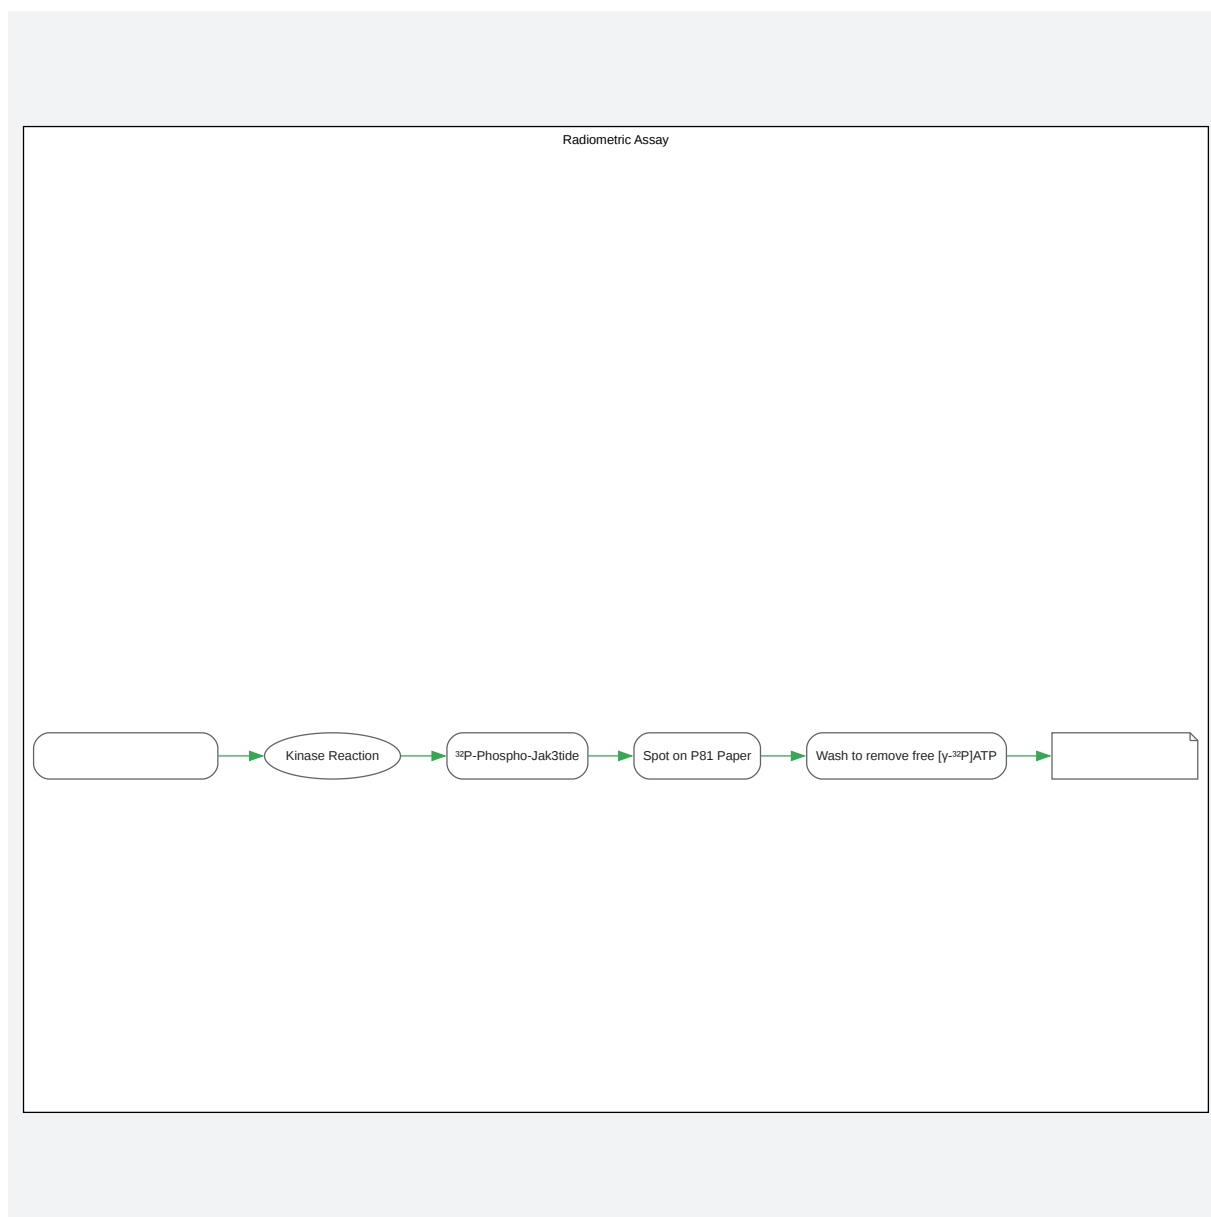 Radiometric Assay
Kinase Reaction
³²P-Phospho-Jak3tide
Spot on P81 Paper
Wash to remove free [γ-³²P]ATP